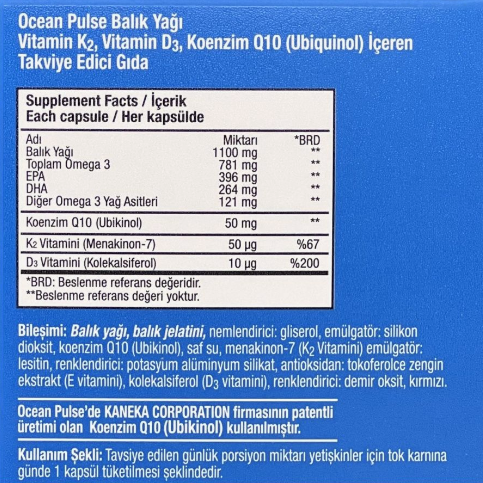 Ocean Pulse Balık Yağı
Vitamin K2, Vitamin D3, Koenzim Q10 (Ubiquinol) İçeren
Takviye Edici Gıda
Supplement Facts / İçerik
Each capsule / Her kapsülde
Adı Miktarı *BRD
Balık Yağı 1100 mg **
Toplam Omega 3 781 mg **
EPA 396 mg **
DHA 264 mg **
Diğer Omega 3 Yağ Asitleri 121 mg **
Koenzim Q10 (Ubikinol) 50 mg **
K2 Vitamini (Menakinon-7) 50 µg %67
D3 Vitamini (Kolekalsiferol) 10 µg %200
*BRD: Beslenme referans değeridir.
**Beslenme referans değeri yoktur.
Bileşimi: Balık yağı, balık jelatini, nemlendirici: gliserol, emülgatör: silikon
dioksit, koenzim Q10 (Ubikinol), saf su, menakinon-7 (K2 Vitamini) emülgatör:
lesitin, renklendirici: potasyum alüminyum silikat, antioksidan: tokoferolce zengin
ekstrakt (E vitamini), kolekalsiferol (D3 vitamini), renklendirici: demir oksit, kırmızı.
Ocean Pulse'de KANEKA CORPORATION firmasının patentli
üretimi olan Koenzim Q10 (Ubikinol) kullanılmıştır.
Kullanım Şekli: Tavsiye edilen günlük porsiyon miktarı yetişkinler için tok karnına
günde 1 kapsül tüketilmesi şeklindedir.